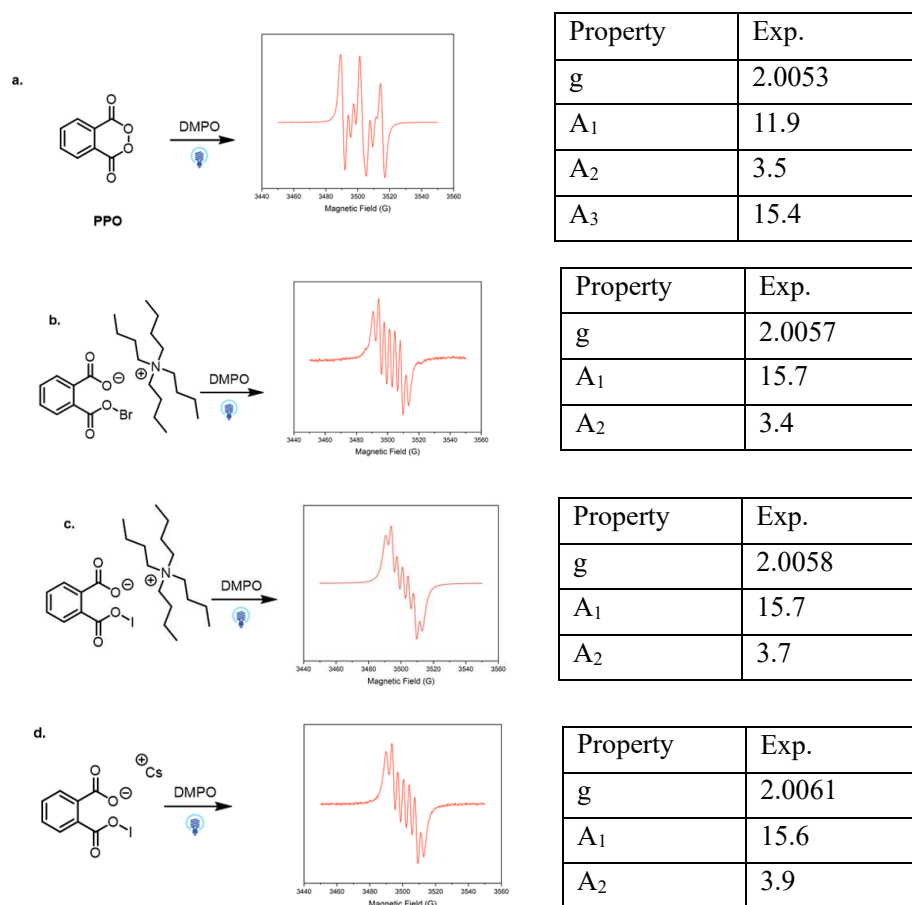 a.
O
O
O
O
PPO
DMPO
3440 3460 3480 3500 3520 3540 3560
Magnetic Field (G)
Property Exp.
g 2.0053
A₁ 11.9
A₂ 3.5
A₃ 15.4
b.
O
O ⊖
O Br
O
N
⊕
DMPO
3440 3460 3480 3500 3520 3540 3560
Magnetic Field (G)
Property Exp.
g 2.0057
A₁ 15.7
A₂ 3.4
c.
O
O ⊖
O I
O
N
⊕
DMPO
3440 3460 3480 3500 3520 3540 3560
Magnetic Field (G)
Property Exp.
g 2.0058
A₁ 15.7
A₂ 3.7
d.
O
O ⊖
O I
O
⊕
Cs
DMPO
3440 3460 3480 3500 3520 3540 3560
Magnetic Field (G)
Property Exp.
g 2.0061
A₁ 15.6
A₂ 3.9